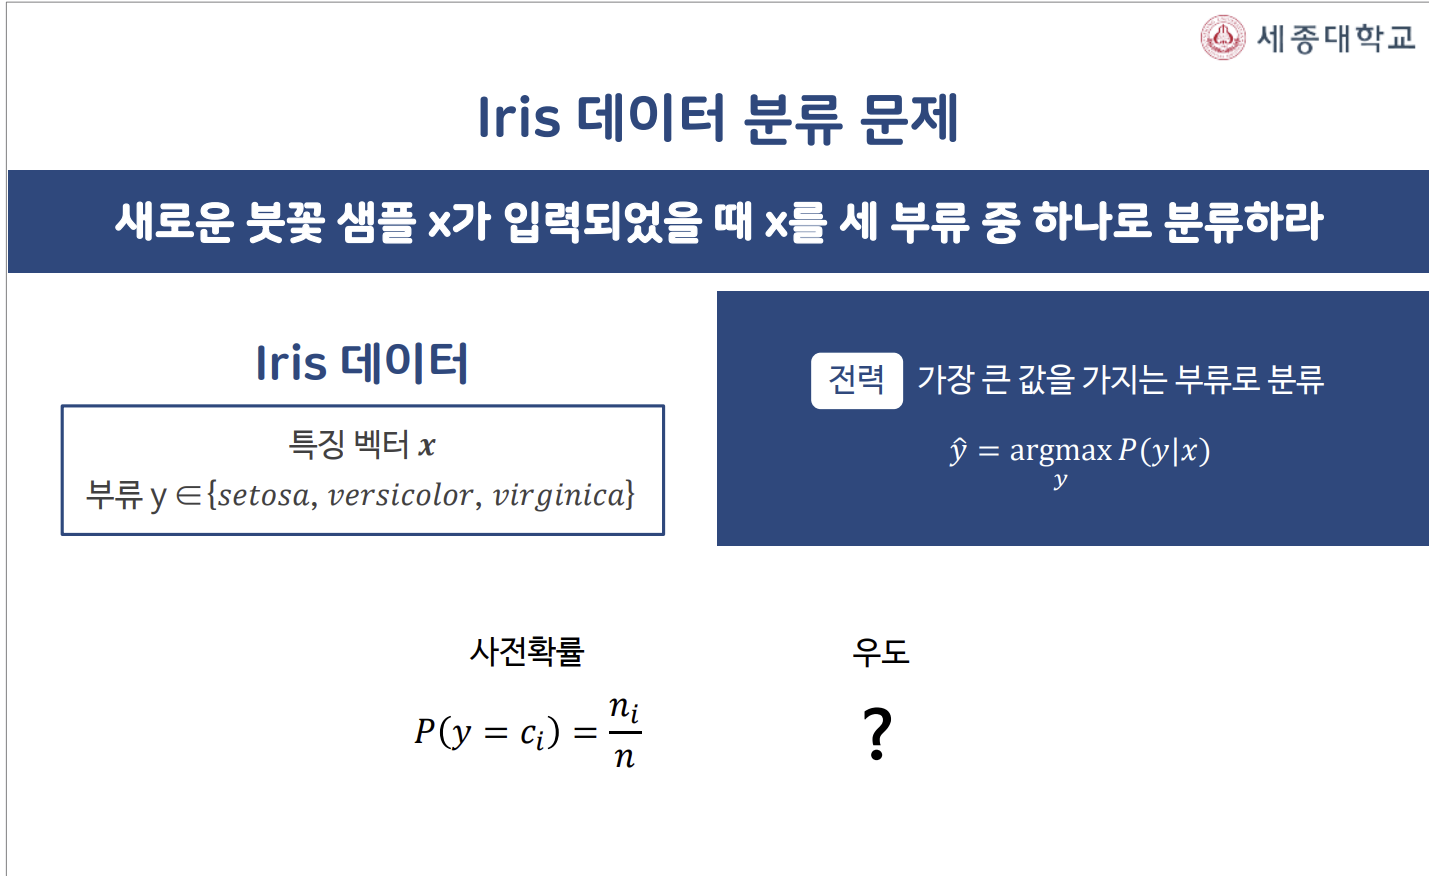 세종대학교
Iris 데이터 분류 문제
새로운 붓꽃 샘플 x가 입력되었을 때 x를 세 부류 중 하나로 분류하라
Iris 데이터
특징 벡터 x
부류 y ∈ {setosa, versicolor, virginica}
전력 가장 큰 값을 가지는 부류로 분류
ŷ = argmax P(y|x)
y
사전확률
P(y = c_i) = n_i / n
우도
?